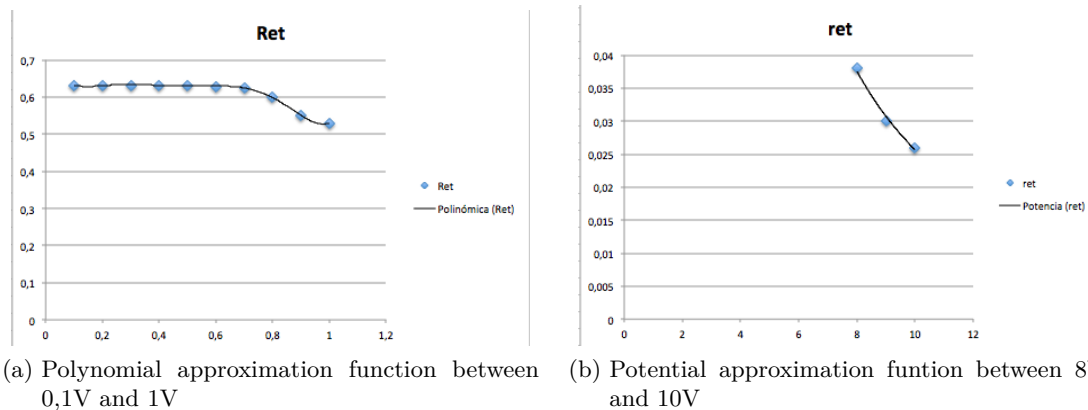 Ret
0,7
0,6
0,5
0,4
0,3
0,2
0,1
0
0 0,2 0,4 0,6 0,8 1 1,2
Ret
Polinómica (Ret)
(a) Polynomial approximation function between
0,1V and 1V
ret
0,04
0,035
0,03
0,025
0,02
0,015
0,01
0,005
0
0 2 4 6 8 10 12
ret
Potencia (ret)
(b) Potential approximation funtion between 8
and 10V